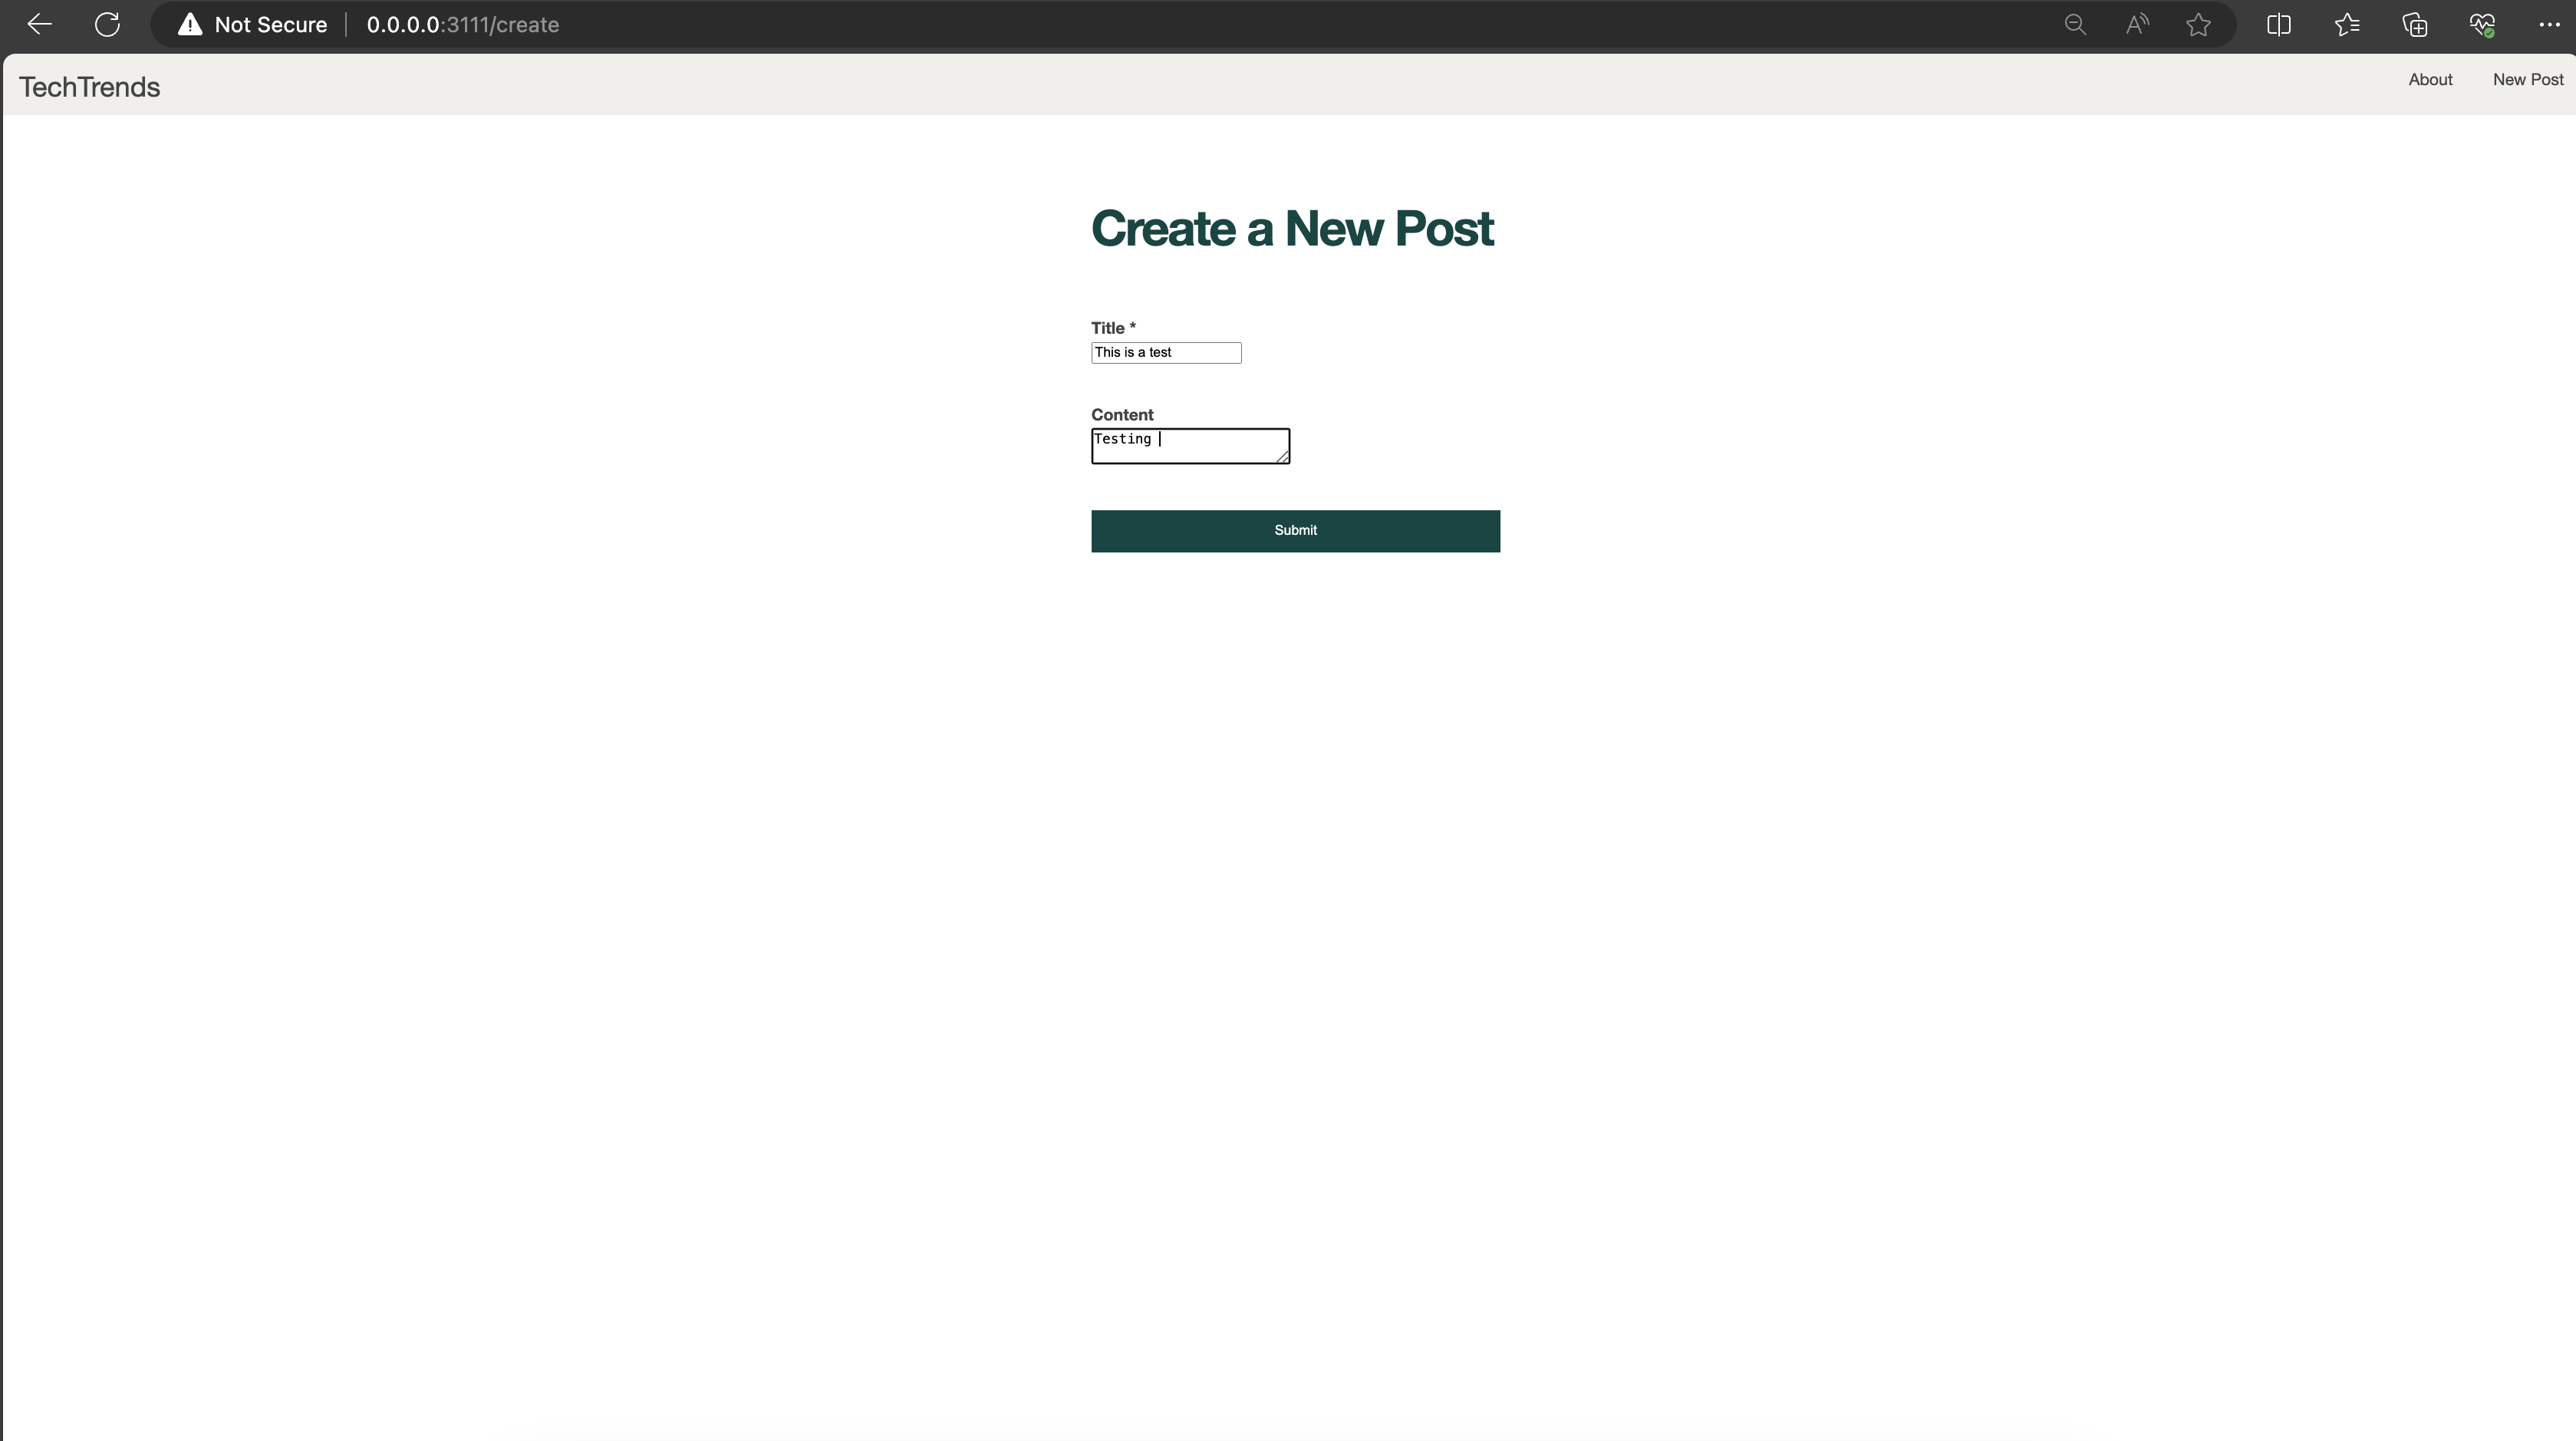 Not Secure 0.0.0.0:3111/create
TechTrends About New Post
Create a New Post
Title *
This is a test
Content
Testing
Submit